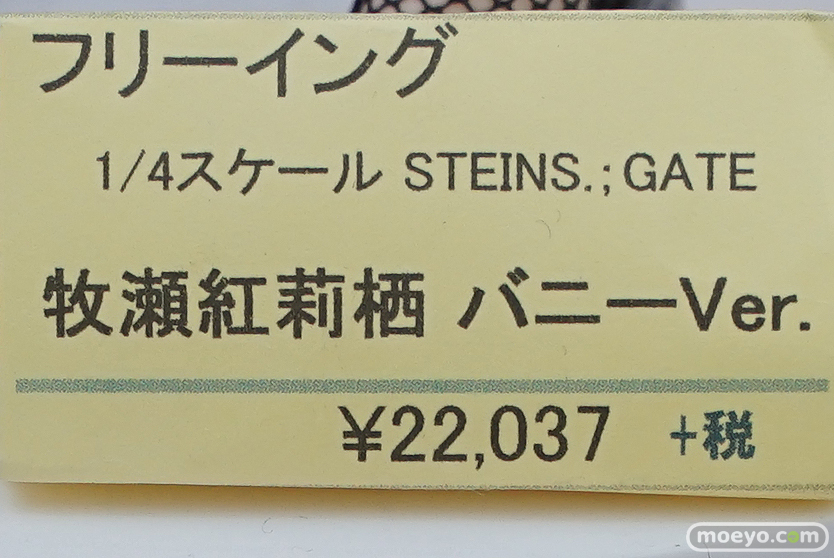 フリーイング
1/4スケール STEINS.;GATE
牧瀬紅莉栖 バニーVer.
¥22,037 +税
moeyo.com